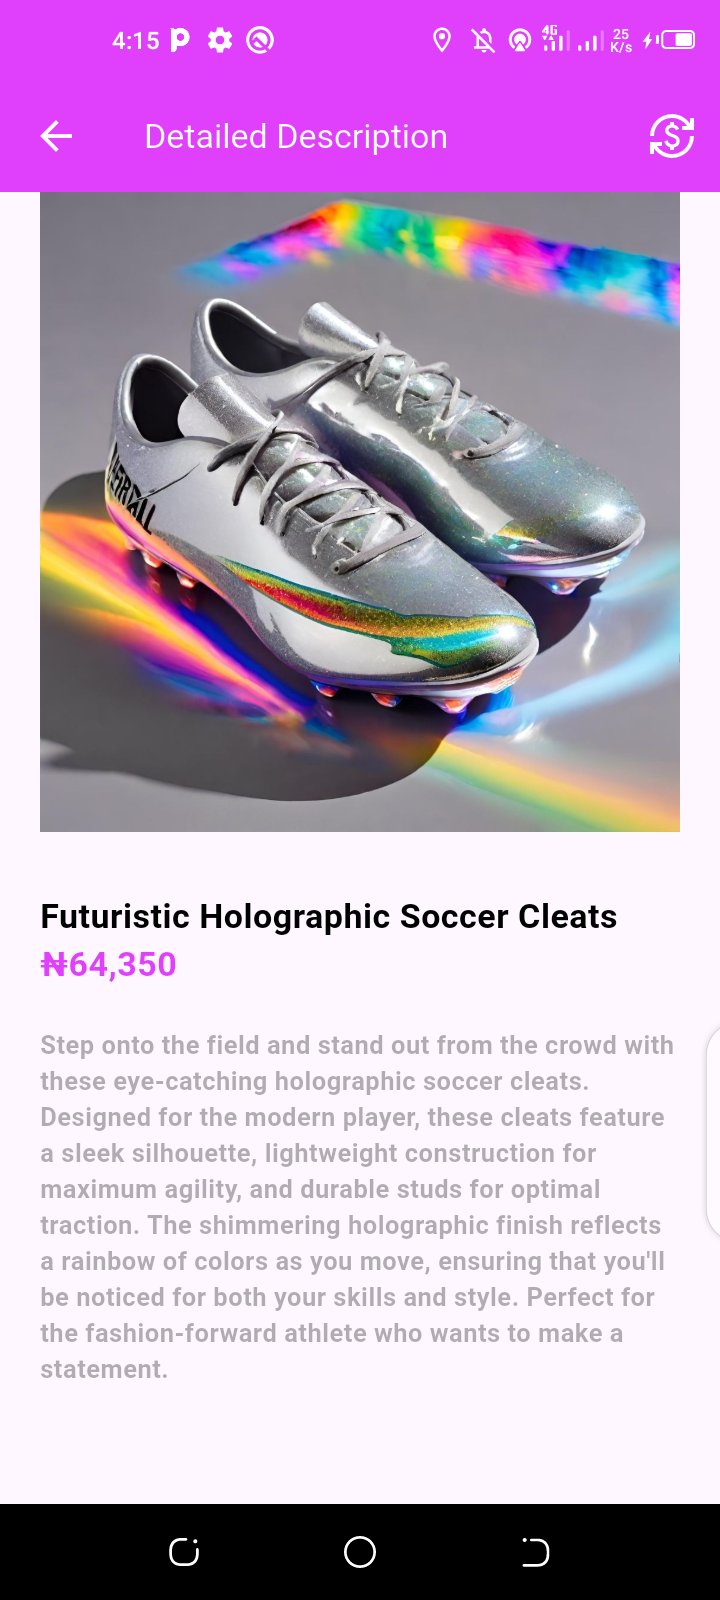 4:15
4G
25
K/s
Detailed Description
Futuristic Holographic Soccer Cleats
₦64,350
Step onto the field and stand out from the crowd with
these eye-catching holographic soccer cleats.
Designed for the modern player, these cleats feature
a sleek silhouette, lightweight construction for
maximum agility, and durable studs for optimal
traction. The shimmering holographic finish reflects
a rainbow of colors as you move, ensuring that you'll
be noticed for both your skills and style. Perfect for
the fashion-forward athlete who wants to make a
statement.